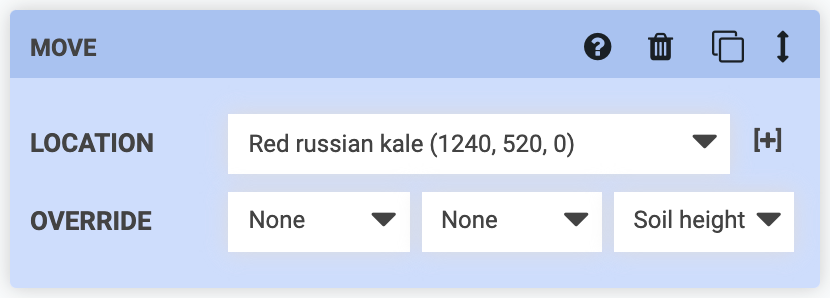 MOVE
LOCATION Red russian kale (1240, 520, 0) [+]
OVERRIDE None None Soil height